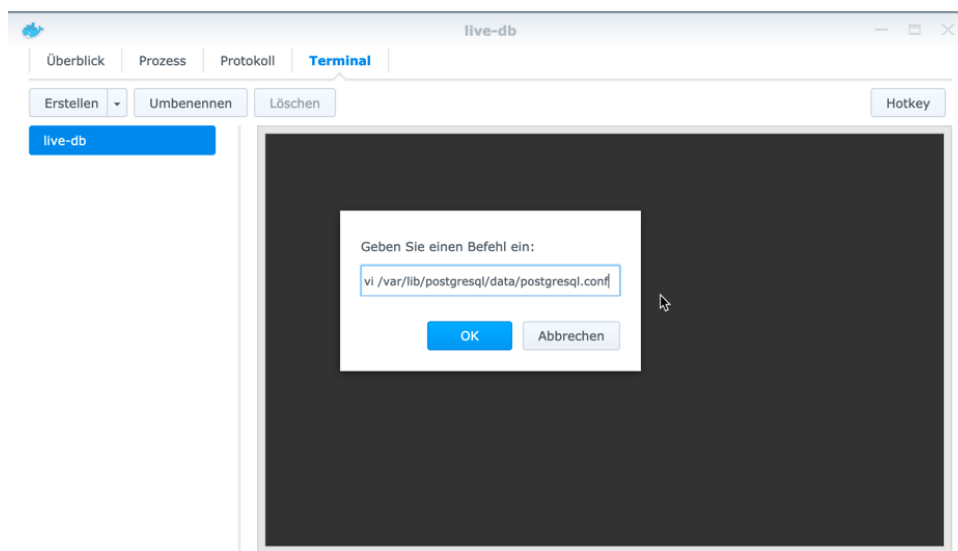 live-db
Überblick Prozess Protokoll Terminal
Erstellen Umbenennen Löschen Hotkey
live-db
Geben Sie einen Befehl ein:
vi /var/lib/postgresql/data/postgresql.conf
OK Abbrechen